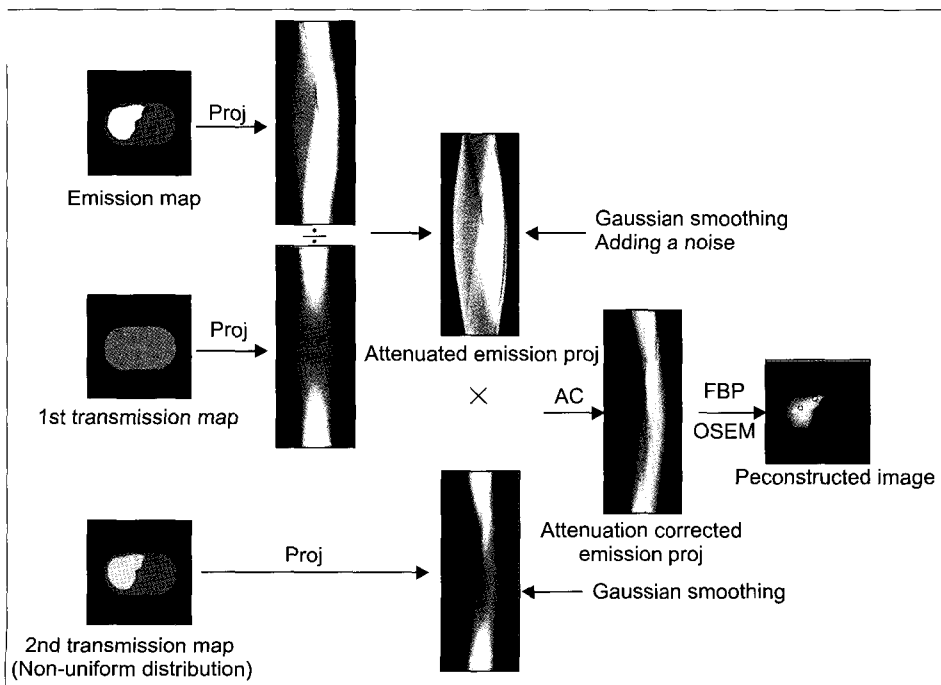 Proj
Emission map
÷
Gaussian smoothing
Adding a noise
Proj
1st transmission map
Attenuated emission proj
×
AC
FBP
OSEM
Peconstructed image
Attenuation corrected
emission proj
Proj
Gaussian smoothing
2nd transmission map
(Non-uniform distribution)